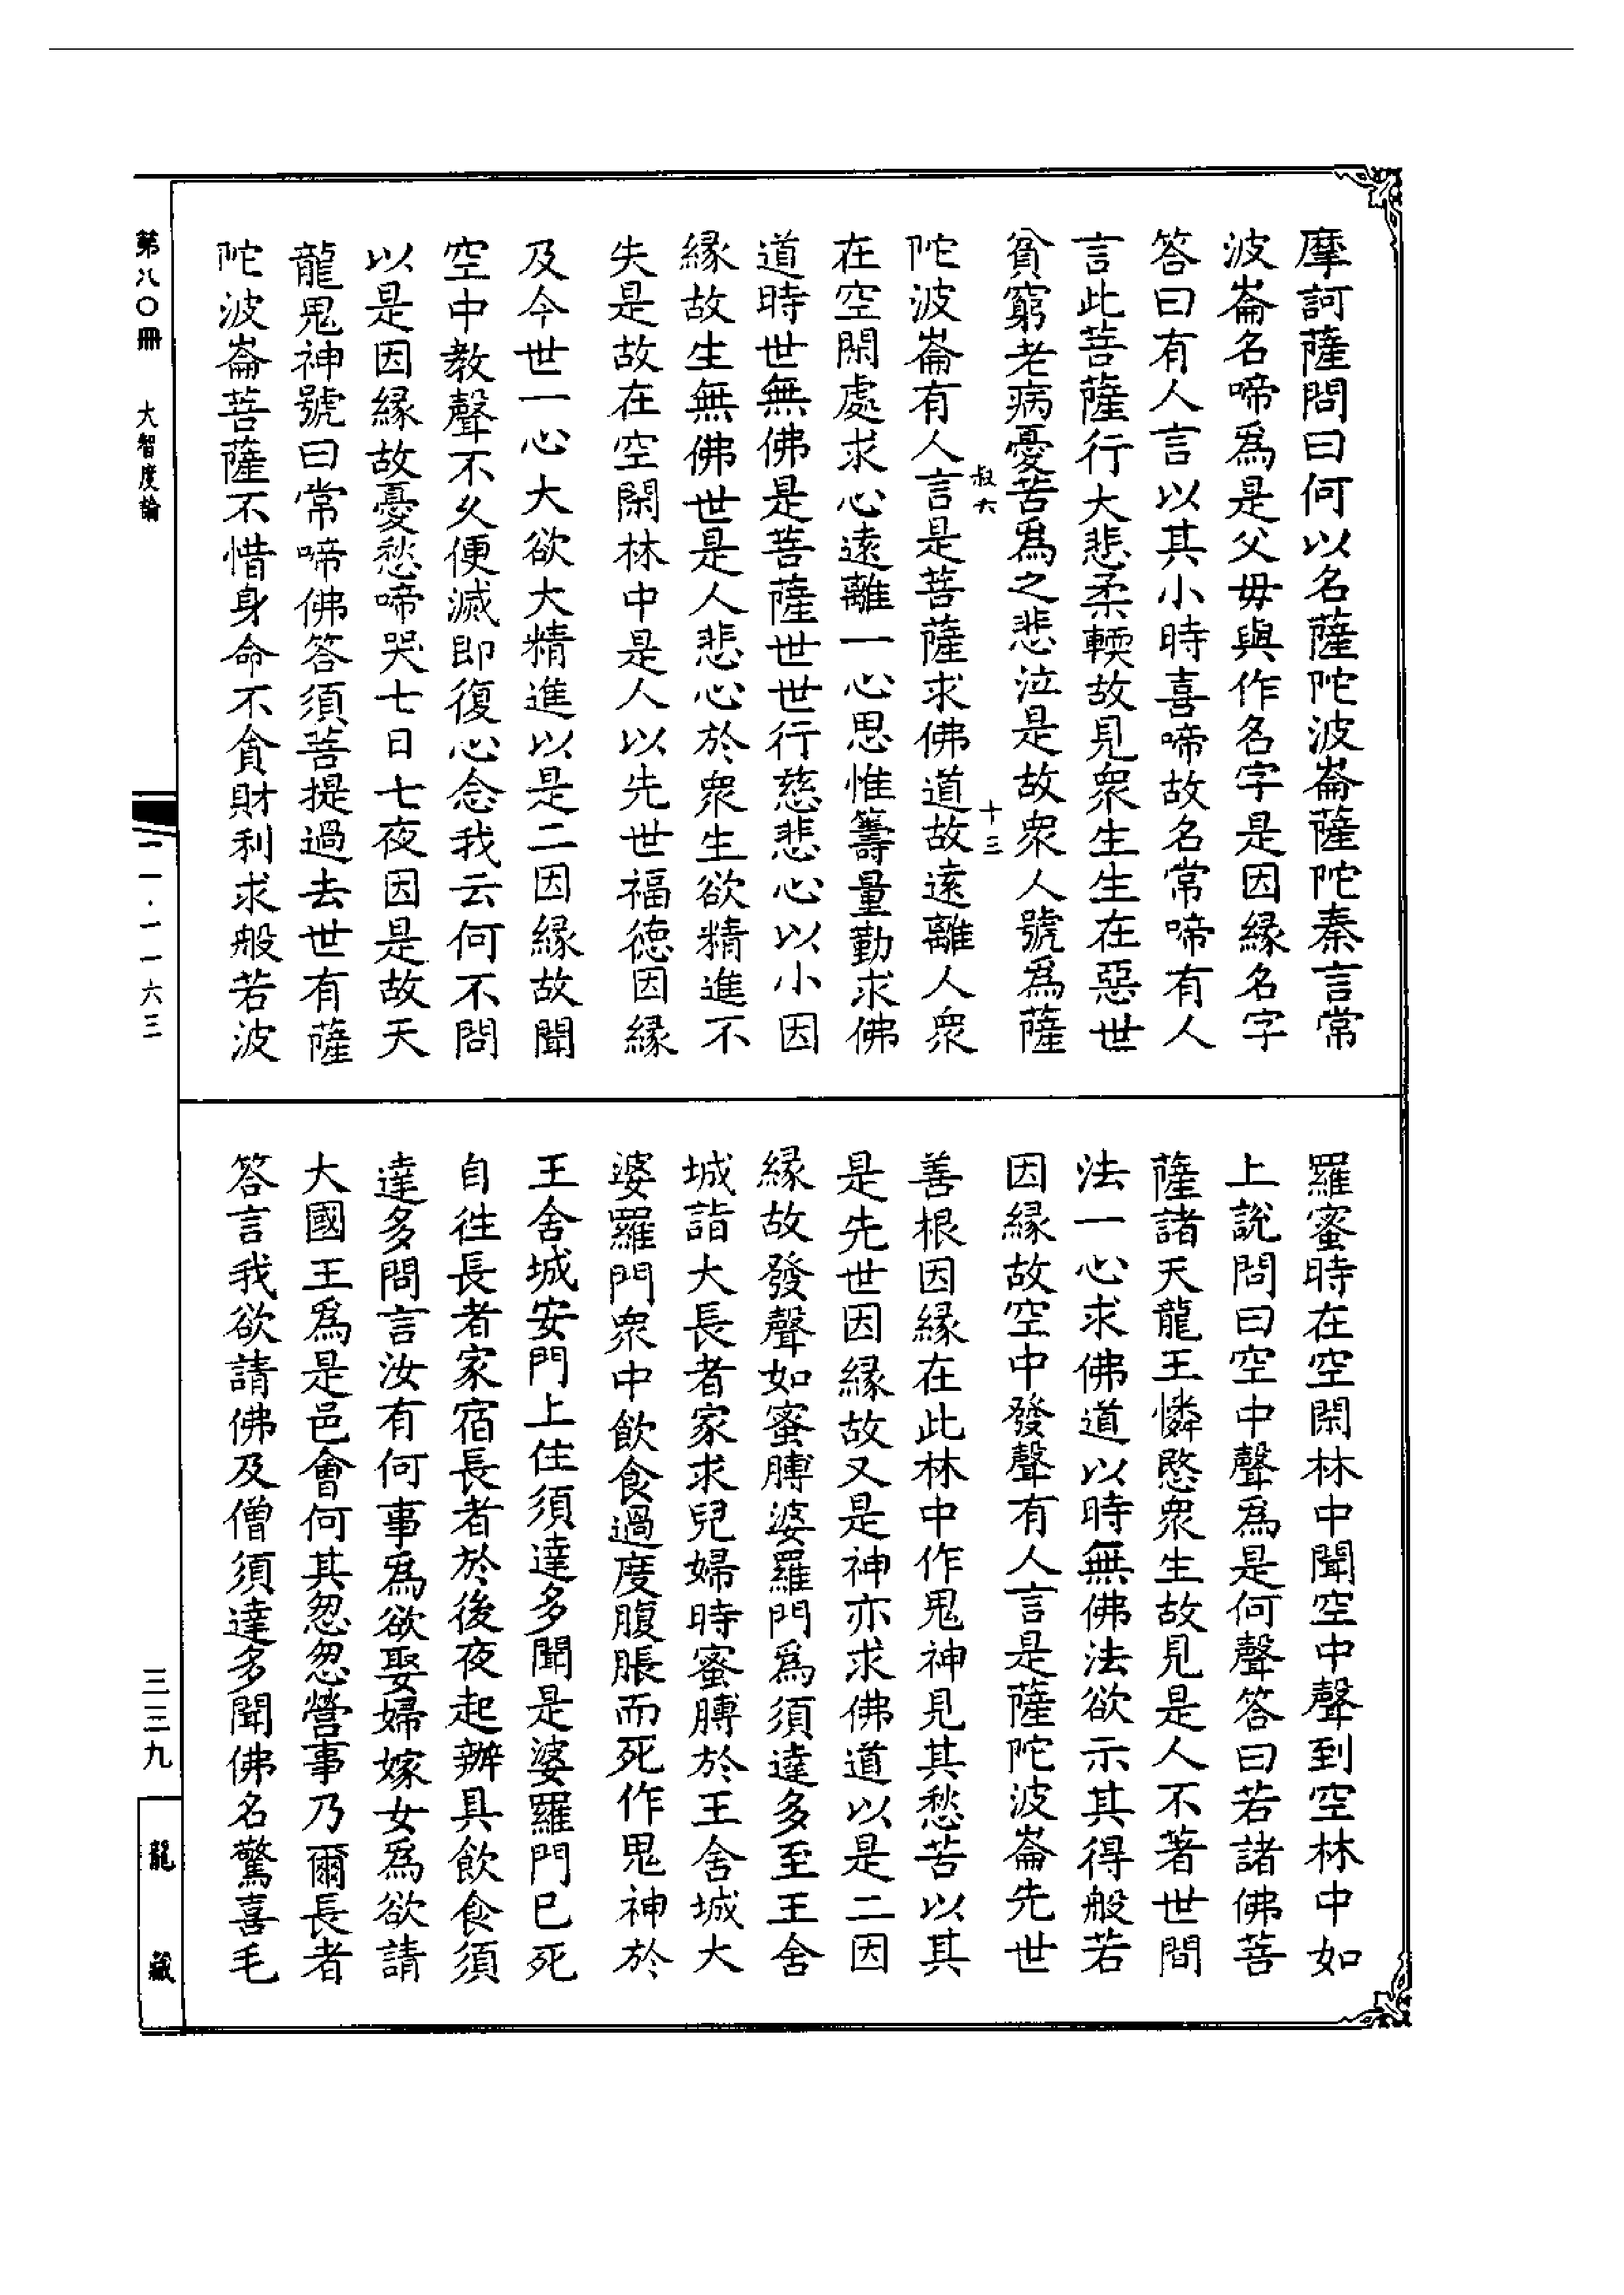 摩訶薩問曰何以名薩陀波崙薩陀秦言常
波崙名啼爲是父母與作名字是因緣名字
答曰有人言以其小時喜啼故名常啼有人
言此菩薩行大悲柔輭故見衆生生在惡世
貧窮老病憂苦爲之悲泣是故衆人號爲薩
叔六
十三
陀波崙有人言是菩薩求佛道故遠離人衆
在空閑處求心遠離一心思惟籌量勤求佛
道時世無佛是菩薩世世行慈悲心以小因
緣故生無佛世是人悲心於衆生欲精進不
失是故在空閑林中是人以先世福德因緣
及今世一心大欲大精進以是二因緣故聞
空中教聲不久便滅即復心念我云何不問
以是因緣故憂愁啼哭七日七夜因是故天
龍鬼神號曰常啼佛答須菩提過去世有薩
陀波崙菩薩不惜身命不貪財利求般若波
羅蜜時在空閑林中聞空中聲到空林中如
上說問曰空中聲爲是何聲答曰若諸佛菩
薩諸天龍王憐愍衆生故見是人不著世間
法一心求佛道以時無佛法欲示其得般若
因緣故空中發聲有人言是薩陀波崙先世
善根因緣在此林中作鬼神見其愁苦以其
是先世因緣故又是神亦求佛道以是二因
緣故發聲如蜜膊婆羅門爲須達多至王舍
城詣大長者家求兒婦時蜜膊於王舍城大
婆羅門衆中飲食過度腹脹而死作鬼神於
王舍城安門上住須達多聞是婆羅門已死
自往長者家宿長者於後夜起辦具飲食須
達多問言汝有何事爲欲娶婦嫁女爲欲請
大國王爲是邑會何其怱怱營事乃爾長者
答言我欲請佛及僧須達多聞佛名驚喜毛
第八〇冊 大智度論
二一·一一六三
三三九
龍藏